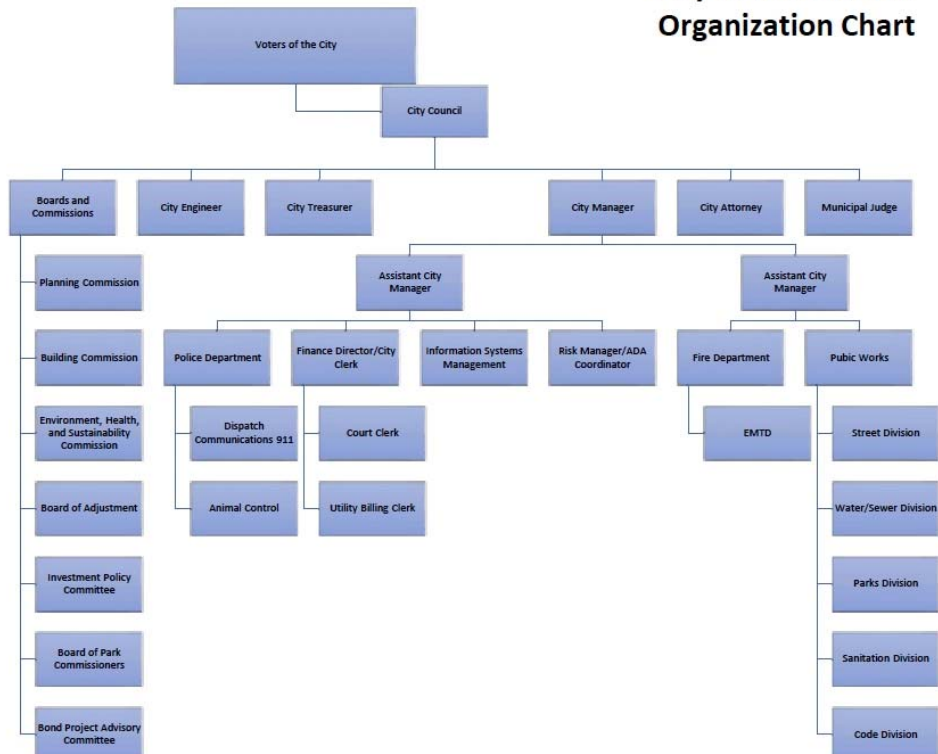 Organization Chart
Voters of the City
City Council
Boards and
Commissions
City Engineer
City Treasurer
City Manager
City Attorney
Municipal Judge
Planning Commission
Assistant City
Manager
Assistant City
Manager
Building Commission
Police Department
Finance Director/City
Clerk
Information Systems
Management
Risk Manager/ADA
Coordinator
Fire Department
Pubic Works
Environment, Health,
and Sustainability
Commission
Dispatch
Communications 911
Court Clerk
EMTD
Street Division
Board of Adjustment
Animal Control
Utility Billing Clerk
Water/Sewer Division
Investment Policy
Committee
Parks Division
Board of Park
Commissioners
Sanitation Division
Bond Project Advisory
Committee
Code Division